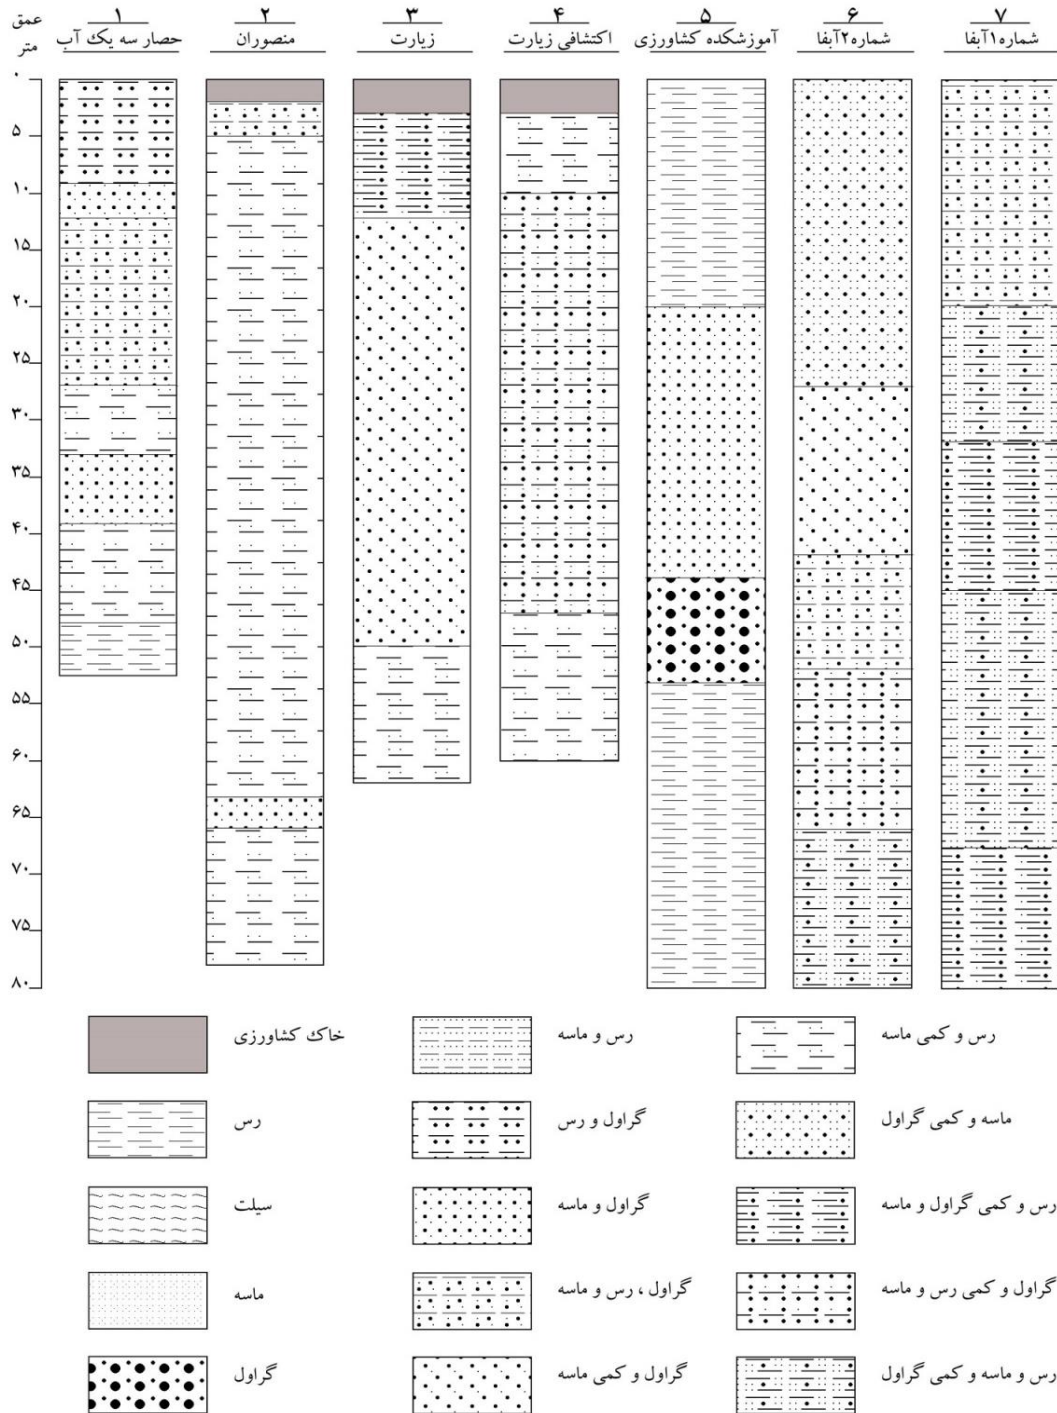 عمق
متر
۱
حصار سه یک آب
۲
منصوران
۳
زیارت
۴
اکتشافی زیارت
۵
آموزشکده کشاورزی
۶
شماره۲آبفا
۷
شماره۱آبفا
۰
۵
۱۰
۱۵
۲۰
۲۵
۳۰
۳۵
۴۰
۴۵
۵۰
۵۵
۶۰
۶۵
۷۰
۷۵
۸۰
خاک کشاورزی
رس و ماسه
رس و کمی ماسه
رس
گراول و رس
ماسه و کمی گراول
سیلت
گراول و ماسه
رس و کمی گراول و ماسه
ماسه
گراول ، رس و ماسه
گراول و کمی رس و ماسه
گراول
گراول و کمی ماسه
رس و ماسه و کمی گراول